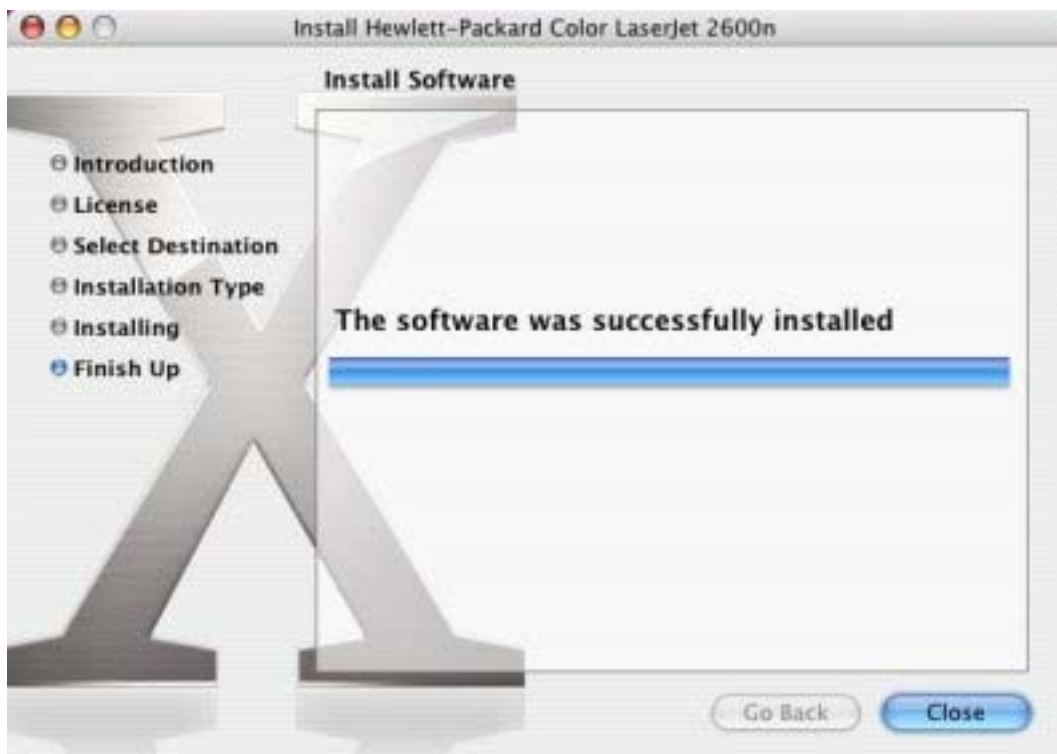 Install Hewlett-Packard Color LaserJet 2600n
Install Software
Introduction
License
Select Destination
Installation Type
Installing
Finish Up
The software was successfully installed
Go Back
Close